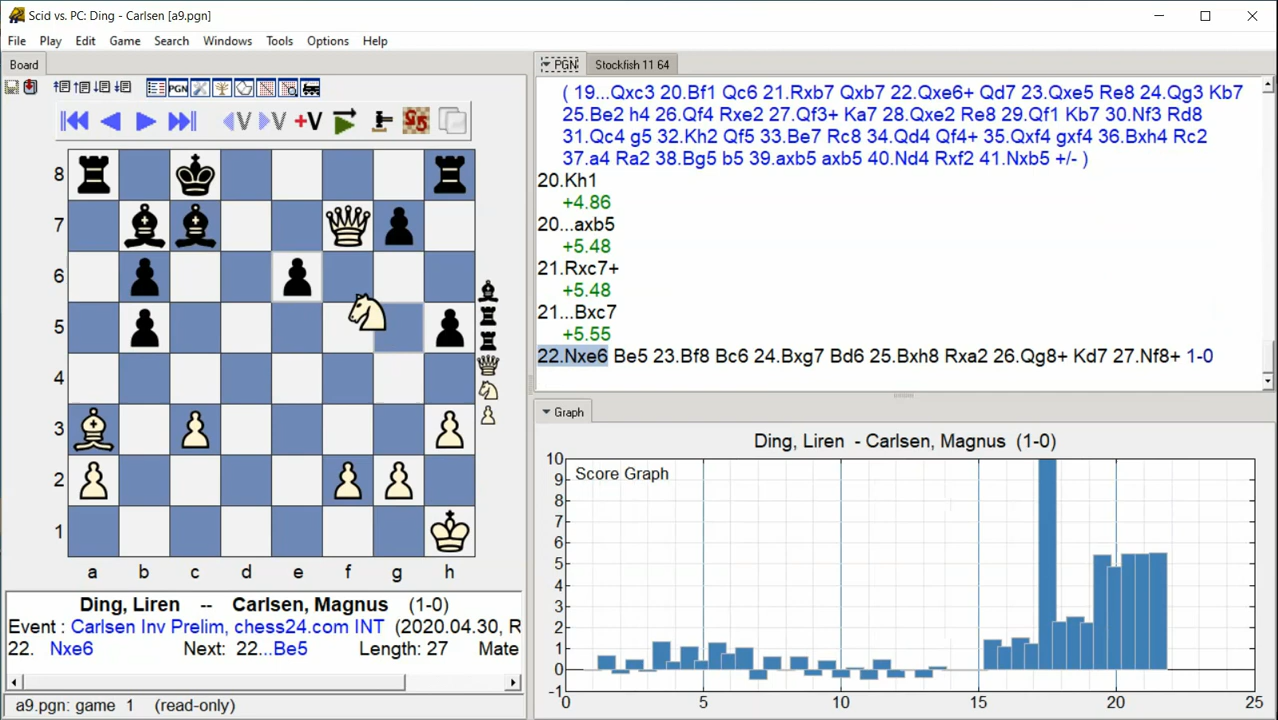 Scid vs. PC: Ding - Carlsen [a9.pgn]
File Play Edit Game Search Windows Tools Options Help
Board
PGN Stockfish 11 64
PGN
V V +V
( 19...Qxc3 20.Bf1 Qc6 21.Rxb7 Qxb7 22.Qxe6+ Qd7 23.Qxe5 Re8 24.Qg3 Kb7
25.Be2 h4 26.Qf4 Rxe2 27.Qf3+ Ka7 28.Qxe2 Re8 29.Qf1 Kb7 30.Nf3 Rd8
31.Qc4 g5 32.Kh2 Qf5 33.Be7 Rc8 34.Qd4 Qf4+ 35.Qxf4 gxf4 36.Bxh4 Rc2
37.a4 Ra2 38.Bg5 b5 39.axb5 axb5 40.Nd4 Rxf2 41.Nxb5 +/- )
20.Kh1
+4.86
20...axb5
+5.48
21.Rxc7+
+5.48
21...Bxc7
+5.55
22.Nxe6 Be5 23.Bf8 Bc6 24.Bxg7 Bd6 25.Bxh8 Rxa2 26.Qg8+ Kd7 27.Nf8+ 1-0
8
7
6
5
4
3
2
1
a b c d e f g h
Ding, Liren -- Carlsen, Magnus (1-0)
Event : Carlsen Inv Prelim, chess24.com INT (2020.04.30, R
22. Nxe6 Next: 22...Be5 Length: 27 Mate
a9.pgn: game 1 (read-only)
Graph
Ding, Liren - Carlsen, Magnus (1-0)
Score Graph
10
9
8
7
6
5
4
3
2
1
0
-1
0 5 10 15 20 25